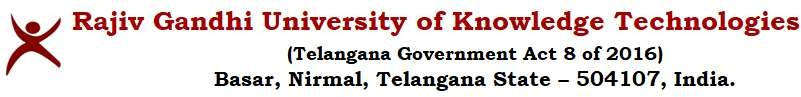 Rajiv Gandhi University of Knowledge Technologies
(Telangana Government Act 8 of 2016)
Basar, Nirmal, Telangana State – 504107, India.